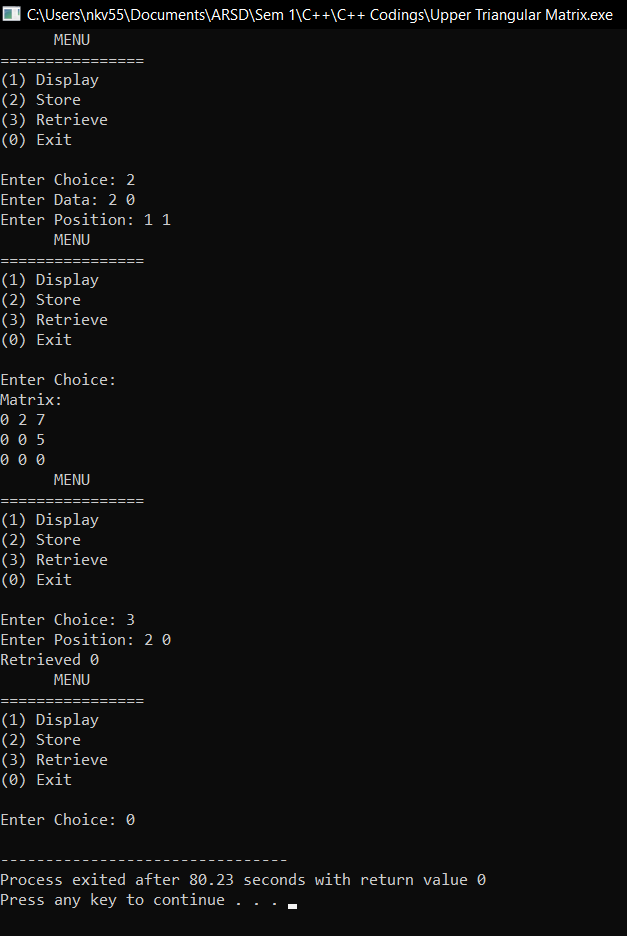 C:\Users\nkv55\Documents\ARSD\Sem 1\C++\C++ Codings\Upper Triangular Matrix.exe
      MENU
================
(1) Display
(2) Store
(3) Retrieve
(0) Exit

Enter Choice: 2
Enter Data: 2 0
Enter Position: 1 1
      MENU
================
(1) Display
(2) Store
(3) Retrieve
(0) Exit

Enter Choice:
Matrix:
0 2 7
0 0 5
0 0 0
      MENU
================
(1) Display
(2) Store
(3) Retrieve
(0) Exit

Enter Choice: 3
Enter Position: 2 0
Retrieved 0
      MENU
================
(1) Display
(2) Store
(3) Retrieve
(0) Exit

Enter Choice: 0

--------------------------------
Process exited after 80.23 seconds with return value 0
Press any key to continue . . .